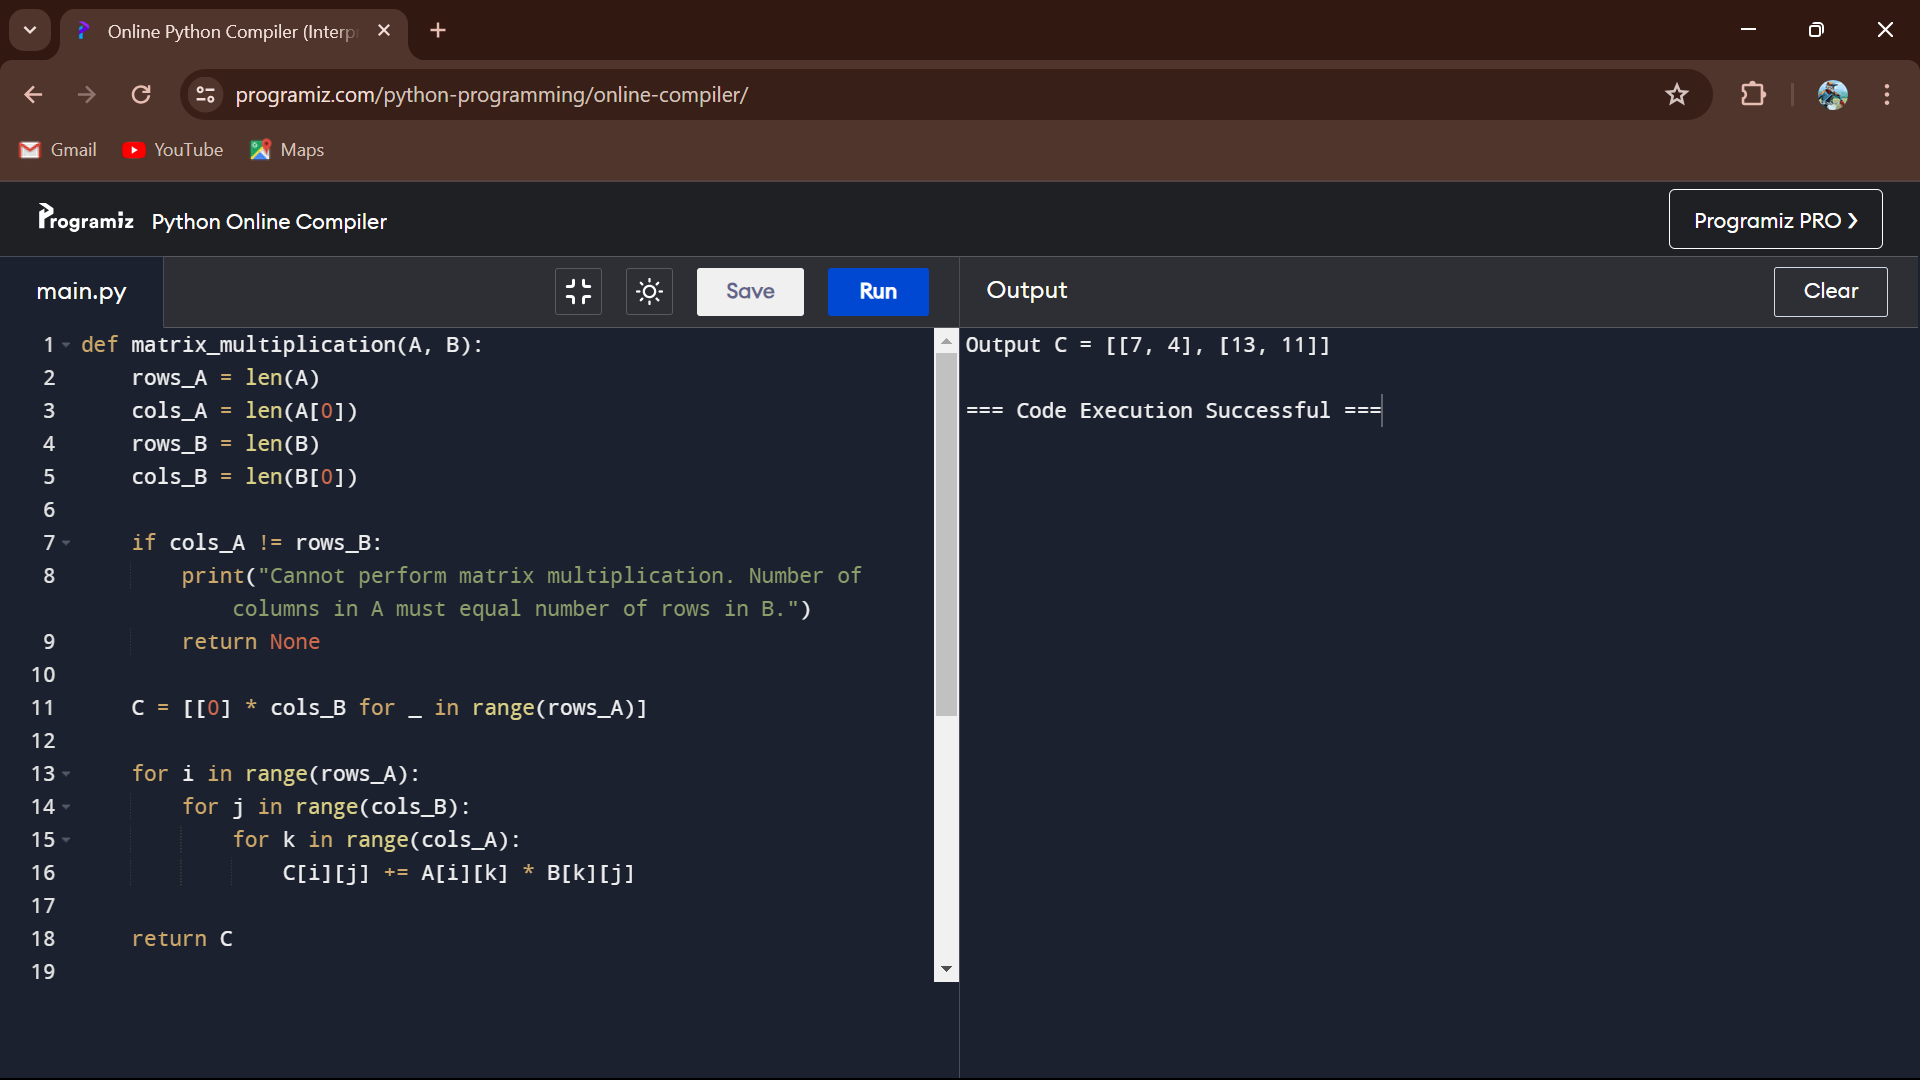 Online Python Compiler (Interp
programiz.com/python-programming/online-compiler/
Gmail YouTube Maps
Programiz Python Online Compiler
Programiz PRO ❯
main.py
Save
Run
Output
Clear
1 def matrix_multiplication(A, B):
2 rows_A = len(A)
3 cols_A = len(A[0])
4 rows_B = len(B)
5 cols_B = len(B[0])
6
7 if cols_A != rows_B:
8 print("Cannot perform matrix multiplication. Number of
columns in A must equal number of rows in B.")
9 return None
10
11 C = [[0] * cols_B for _ in range(rows_A)]
12
13 for i in range(rows_A):
14 for j in range(cols_B):
15 for k in range(cols_A):
16 C[i][j] += A[i][k] * B[k][j]
17
18 return C
19
Output C = [[7, 4], [13, 11]]
=== Code Execution Successful ===